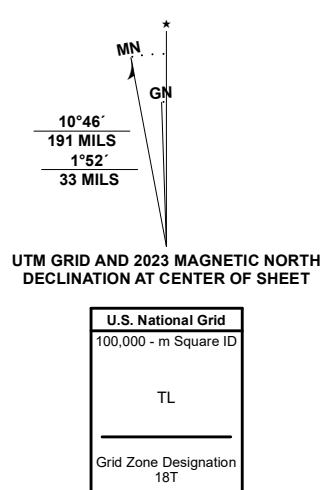 ★
MN
GN
10°46´
191 MILS
1°52´
33 MILS
UTM GRID AND 2023 MAGNETIC NORTH
DECLINATION AT CENTER OF SHEET
U.S. National Grid
100,000 - m Square ID
TL
Grid Zone Designation
18T